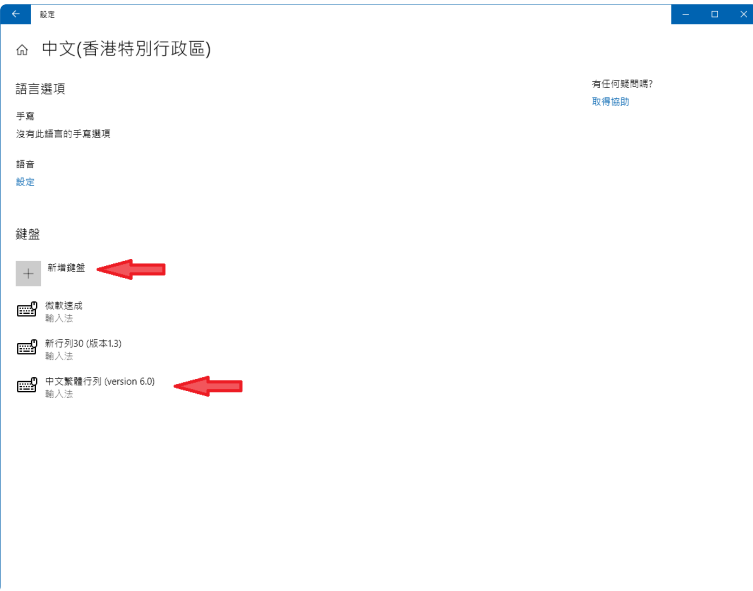 設定
中文(香港特別行政區)
語言選項
有任何疑問嗎?
取得協助
手寫
沒有此語言的手寫選項
語音
設定
鍵盤
新增鍵盤
微軟速成
輸入法
新行列30 (版本1.3)
輸入法
中文繁體行列 (version 6.0)
輸入法